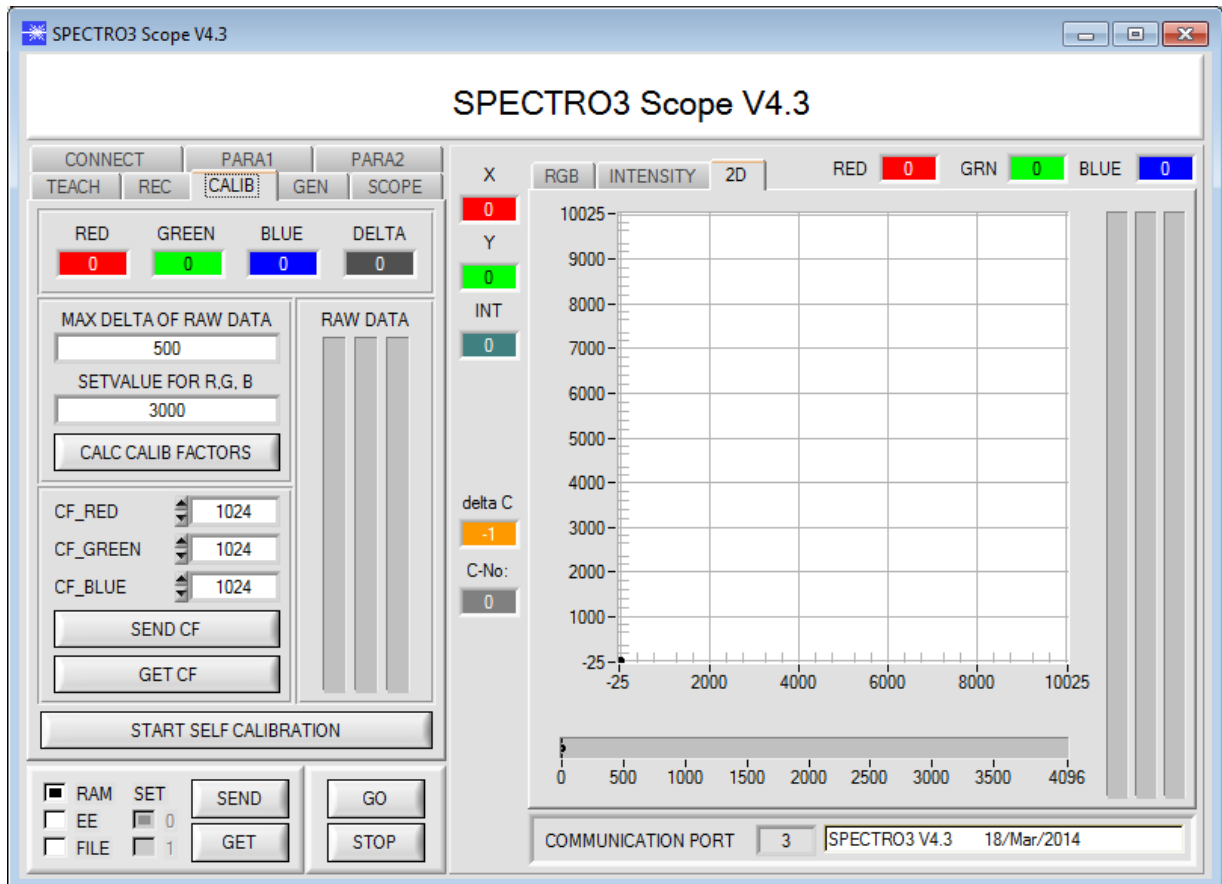 SPECTRO3 Scope V4.3
SPECTRO3 Scope V4.3
CONNECT PARA1 PARA2
TEACH REC CALIB GEN SCOPE
RED GREEN BLUE DELTA
0 0 0 0
MAX DELTA OF RAW DATA
500
SETVALUE FOR R,G, B
3000
CALC CALIB FACTORS
RAW DATA
CF_RED 1024
CF_GREEN 1024
CF_BLUE 1024
SEND CF
GET CF
START SELF CALIBRATION
RAM SET
EE 0
FILE 1
SEND
GET
GO
STOP
X
0
Y
0
INT
0
delta C
-1
C-No:
0
RGB INTENSITY 2D
RED 0 GRN 0 BLUE 0
10025
9000
8000
7000
6000
5000
4000
3000
2000
1000
-25
-25 2000 4000 6000 8000 10025
0 500 1000 1500 2000 2500 3000 3500 4096
COMMUNICATION PORT 3 SPECTRO3 V4.3 18/Mar/2014